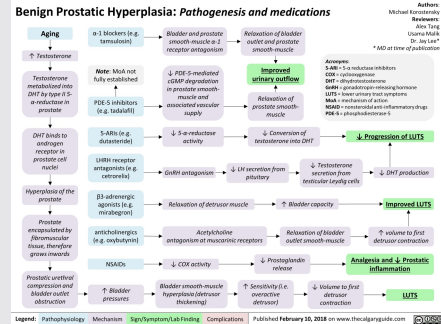 Benign Prostatic Hyperplasia: Pathogenesis and medications
Authors:
Michael Korostensky
Reviewers:
Alex Tang
Usama Malik
Dr. Jay Lee*
* MD at time of publication
Aging
↑ Testosterone
Testosterone
metabolized into
DHT by type II 5-
α-reductase in
prostate
DHT binds to
androgen
receptor in
prostate cell
nuclei
Hyperplasia of the
prostate
Prostate
encapsulated by
fibromuscular
tissue, therefore
grows inwards
Prostatic urethral
compression and
bladder outlet
obstruction
α-1 blockers (e.g.
tamsulosin)
Bladder and prostate
smooth-muscle α-1
receptor antagonism
Relaxation of bladder
outlet and prostate
smooth-muscle
Improved
urinary outflow
Note: MoA not
fully established
PDE-5 inhibitors
(e.g. tadalafil)
↓ PDE-5-mediated
cGMP degradation
in prostate smooth-
muscle and
associated vascular
supply
Relaxation of
prostate smooth-
muscle
Acronyms:
5-ARI = 5-α-reductase inhibitors
COX = cyclooxygenase
DHT = dihydrotestosterone
GnRH = gonadotropin-releasing hormone
LUTS = lower urinary tract symptoms
MoA = mechanism of action
NSAID = nonsteroidal anti-inflammatory drugs
PDE-5 = phosphodiesterase-5
5-ARIs (e.g.
dutasteride)
↓ 5-α-reductase
activity
↓ Conversion of
testosterone into DHT
↓ Progression of LUTS
LHRH receptor
antagonists (e.g.
cetrorelix)
GnRH antagonism
↓ LH secretion from
pituitary
↓ Testosterone
secretion from
testicular Leydig cells
↓ DHT production
β3-adrenergic
agonists (e.g.
mirabegron)
Relaxation of detrusor muscle
↑ Bladder capacity
Improved LUTS
anticholinergics
(e.g. oxybutynin)
Acetylcholine
antagonism at muscarinic receptors
Relaxation of bladder
outlet smooth-muscle
↑ volume to first
detrusor contraction
NSAIDs
↓ COX activity
↓ Prostaglandin
release
Analgesia and ↓ Prostatic
inflammation
↑ Bladder
pressures
Bladder smooth-muscle
hyperplasia (detrusor
thickening)
↑ Sensitivity (i.e.
overactive
detrusor)
↓ Volume to first
detrusor
contraction
LUTS
Legend: Pathophysiology Mechanism Sign/Symptom/Lab Finding Complications Published February 10, 2018 on www.thecalgaryguide.com